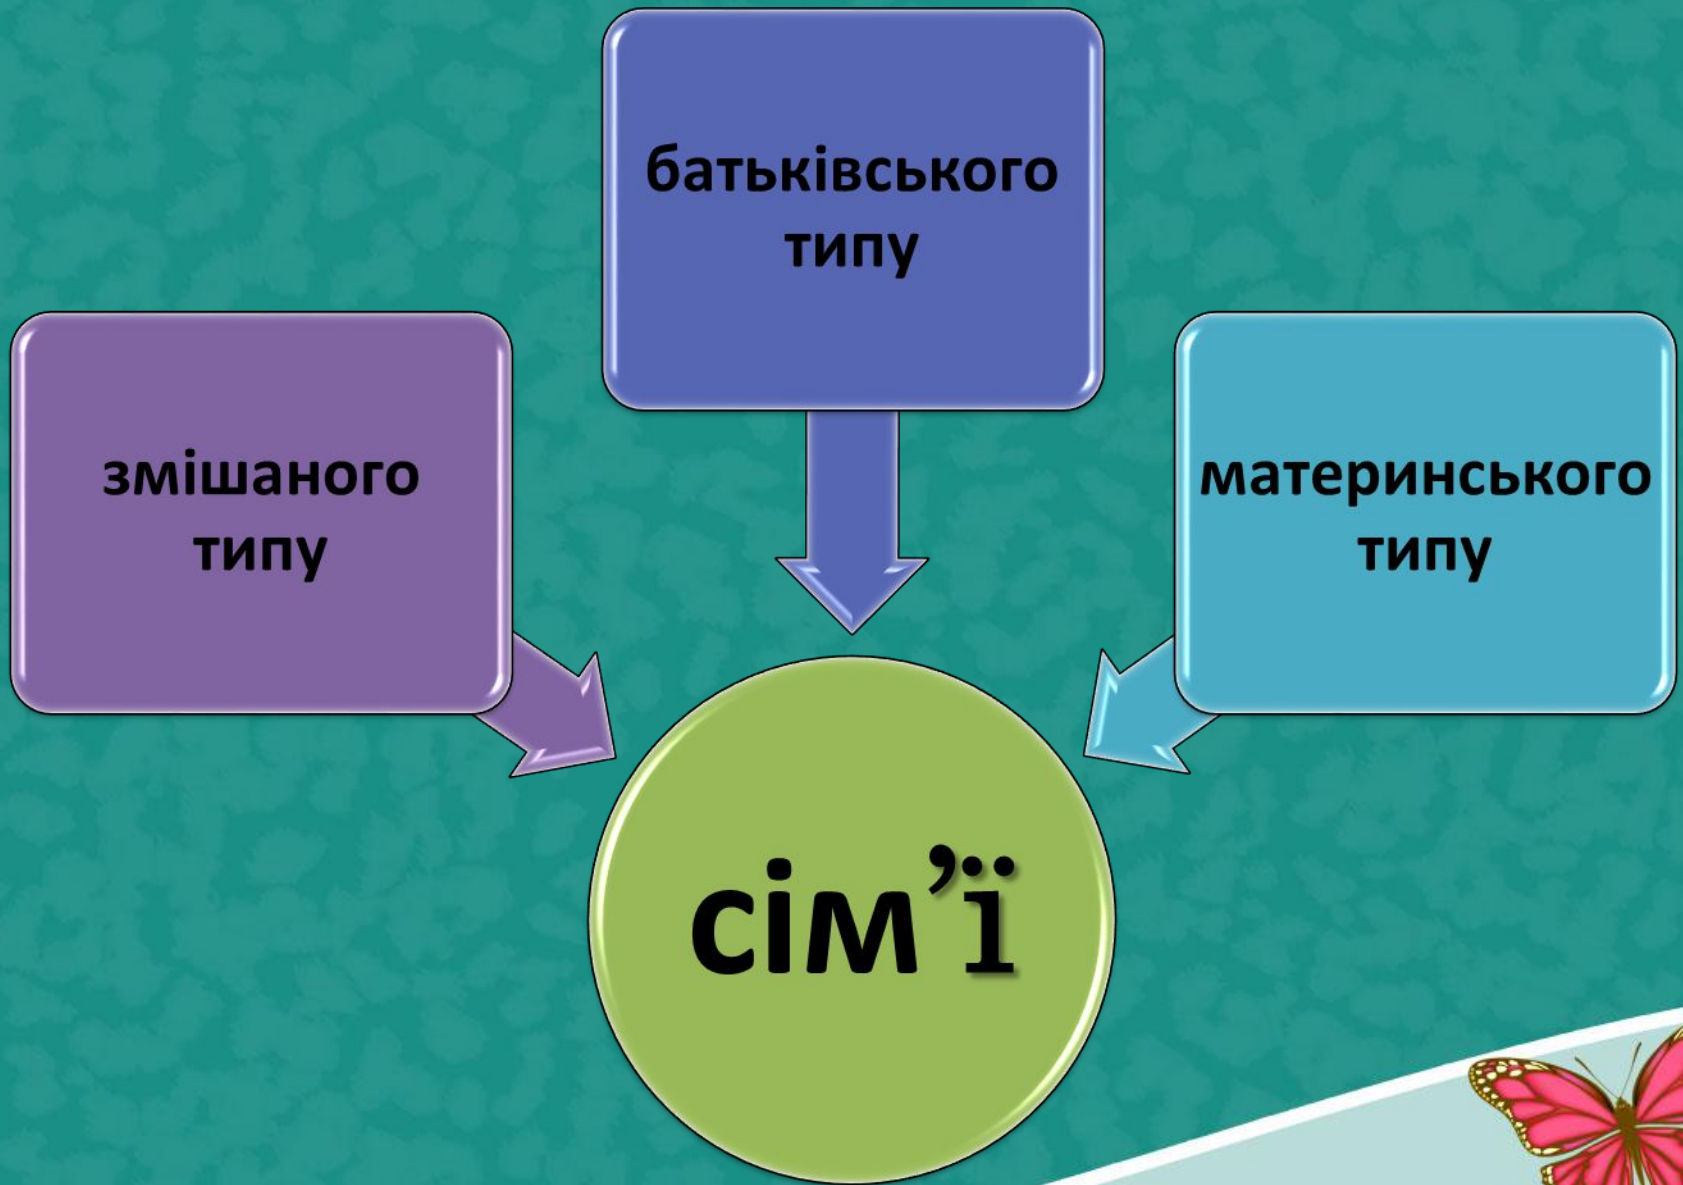 батьківського
типу
змішаного
типу
материнського
типу
сім’ї